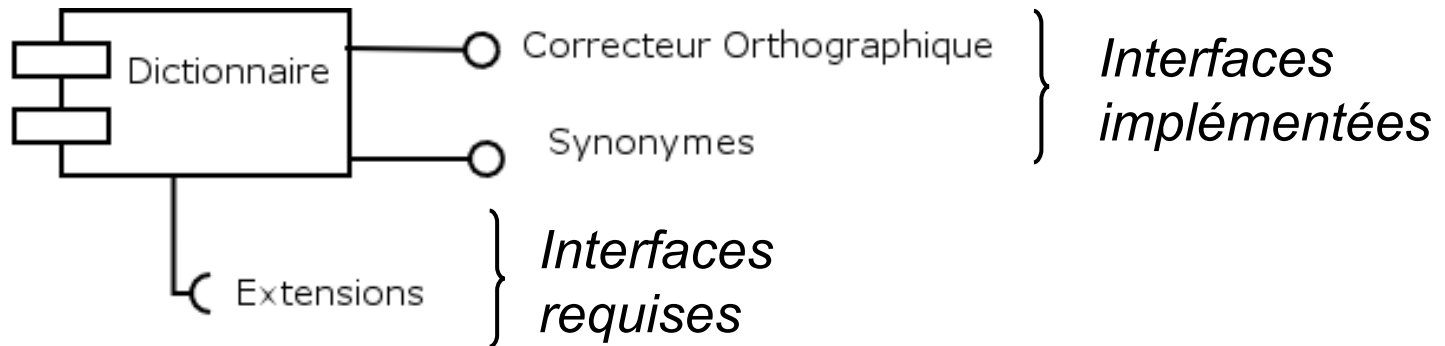 Dictionnaire
Correcteur Orthographique
Synonymes
Interfaces
implémentées
Extensions
Interfaces
requises